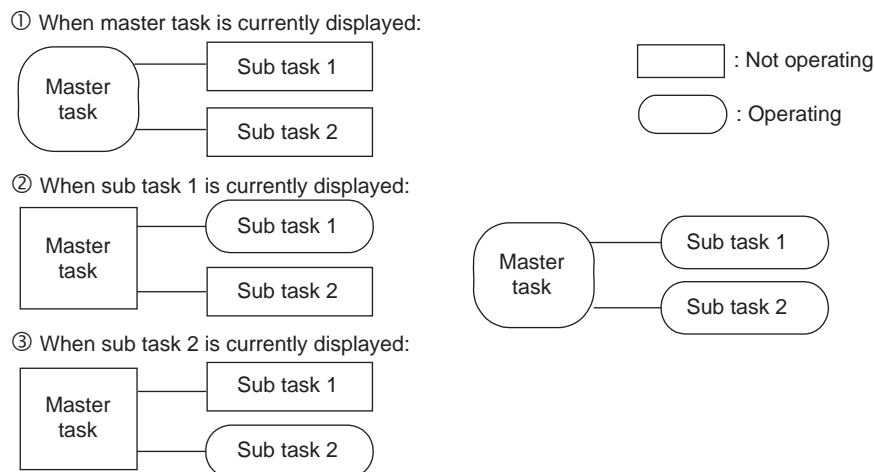 ① When master task is currently displayed:
Master
task
Sub task 1
Sub task 2
: Not operating
: Operating
② When sub task 1 is currently displayed:
Master
task
Sub task 1
Sub task 2
Master
task
Sub task 1
Sub task 2
③ When sub task 2 is currently displayed:
Master
task
Sub task 1
Sub task 2